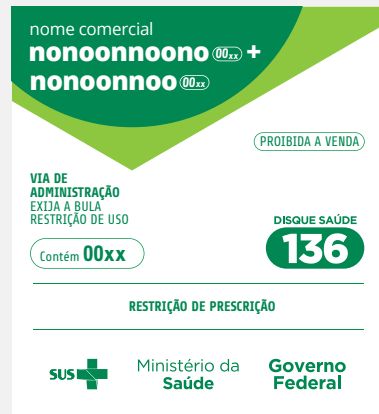 nome comercial
nonoonnoono 00xx +
nonoonnoo 00xx
PROIBIDA A VENDA
VIA DE
ADMINISTRAÇÃO
EXIJA A BULA
RESTRIÇÃO DE USO
Contém 00xx
DISQUE SAÚDE
136
RESTRIÇÃO DE PRESCRIÇÃO
SUS
Ministério da
Saúde
Governo
Federal